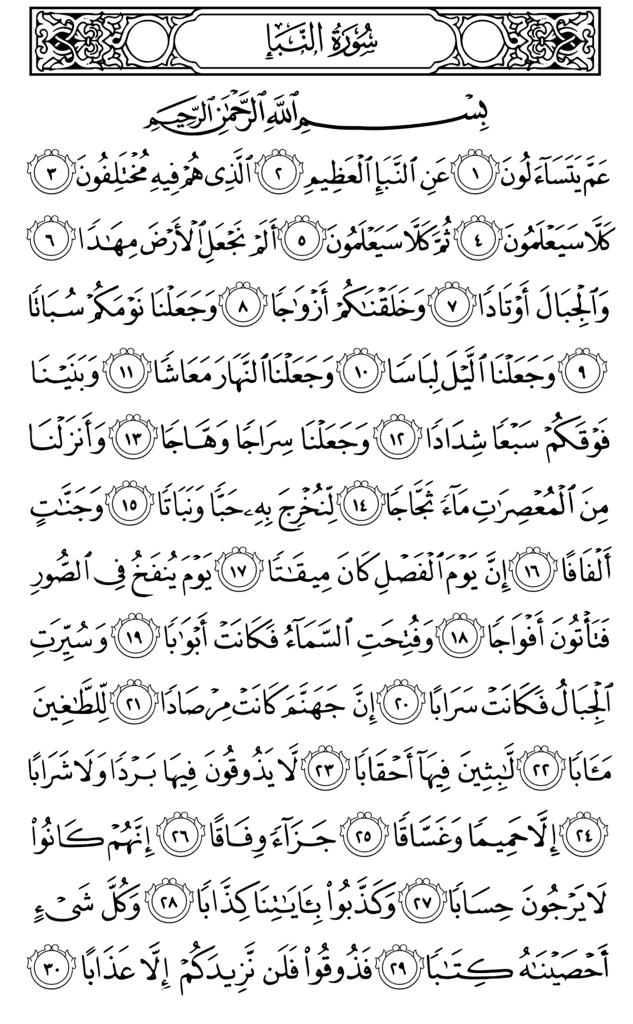 سُورَةُ النَّبَإِ
بِسْمِ ٱللَّهِ ٱلرَّحْمَٰنِ ٱلرَّحِيمِ
عَمَّ يَتَسَآءَلُونَ ١ عَنِ ٱلنَّبَإِ ٱلْعَظِيمِ ٢ ٱلَّذِى هُمْ فِيهِ مُخْتَلِفُونَ ٣
كَلَّا سَيَعْلَمُونَ ٤ ثُمَّ كَلَّا سَيَعْلَمُونَ ٥ أَلَمْ نَجْعَلِ ٱلْأَرْضَ مِهَٰدًا ٦
وَٱلْجِبَالَ أَوْتَادًا ٧ وَخَلَقْنَٰكُمْ أَزْوَٰجًا ٨ وَجَعَلْنَا نَوْمَكُمْ سُبَاتًا
٩ وَجَعَلْنَا ٱلَّيْلَ لِبَاسًا ١٠ وَجَعَلْنَا ٱلنَّهَارَ مَعَاشًا ١١ وَبَنَيْنَا
فَوْقَكُمْ سَبْعًا شِدَادًا ١٢ وَجَعَلْنَا سِرَاجًا وَهَّاجًا ١٣ وَأَنزَلْنَا
مِنَ ٱلْمُعْصِرَٰتِ مَآءً ثَجَّاجًا ١٤ لِّنُخْرِجَ بِهِۦ حَبًّا وَنَبَاتًا ١٥ وَجَنَّٰتٍ
أَلْفَافًا ١٦ إِنَّ يَوْمَ ٱلْفَصْلِ كَانَ مِيقَٰتًا ١٧ يَوْمَ يُنفَخُ فِى ٱلصُّورِ
فَتَأْتُونَ أَفْوَاجًا ١٨ وَفُتِحَتِ ٱلسَّمَآءُ فَكَانَتْ أَبْوَٰبًا ١٩ وَسُيِّرَتِ
ٱلْجِبَالُ فَكَانَتْ سَرَابًا ٢٠ إِنَّ جَهَنَّمَ كَانَتْ مِرْصَادًا ٢١ لِّلطَّٰغِينَ
مَـَٔابًا ٢٢ لَّٰبِثِينَ فِيهَآ أَحْقَابًا ٢٣ لَّا يَذُوقُونَ فِيهَا بَرْدًا وَلَا شَرَابًا
٢٤ إِلَّا حَمِيمًا وَغَسَّاقًا ٢٥ جَزَآءً وِفَاقًا ٢٦ إِنَّهُمْ كَانُوا۟
لَا يَرْجُونَ حِسَابًا ٢٧ وَكَذَّبُوا۟ بِـَٔايَٰتِنَا كِذَّابًا ٢٨ وَكُلَّ شَىْءٍ
أَحْصَيْنَٰهُ كِتَٰبًا ٢٩ فَذُوقُوا۟ فَلَن نَّزِيدَكُمْ إِلَّا عَذَابًا ٣٠